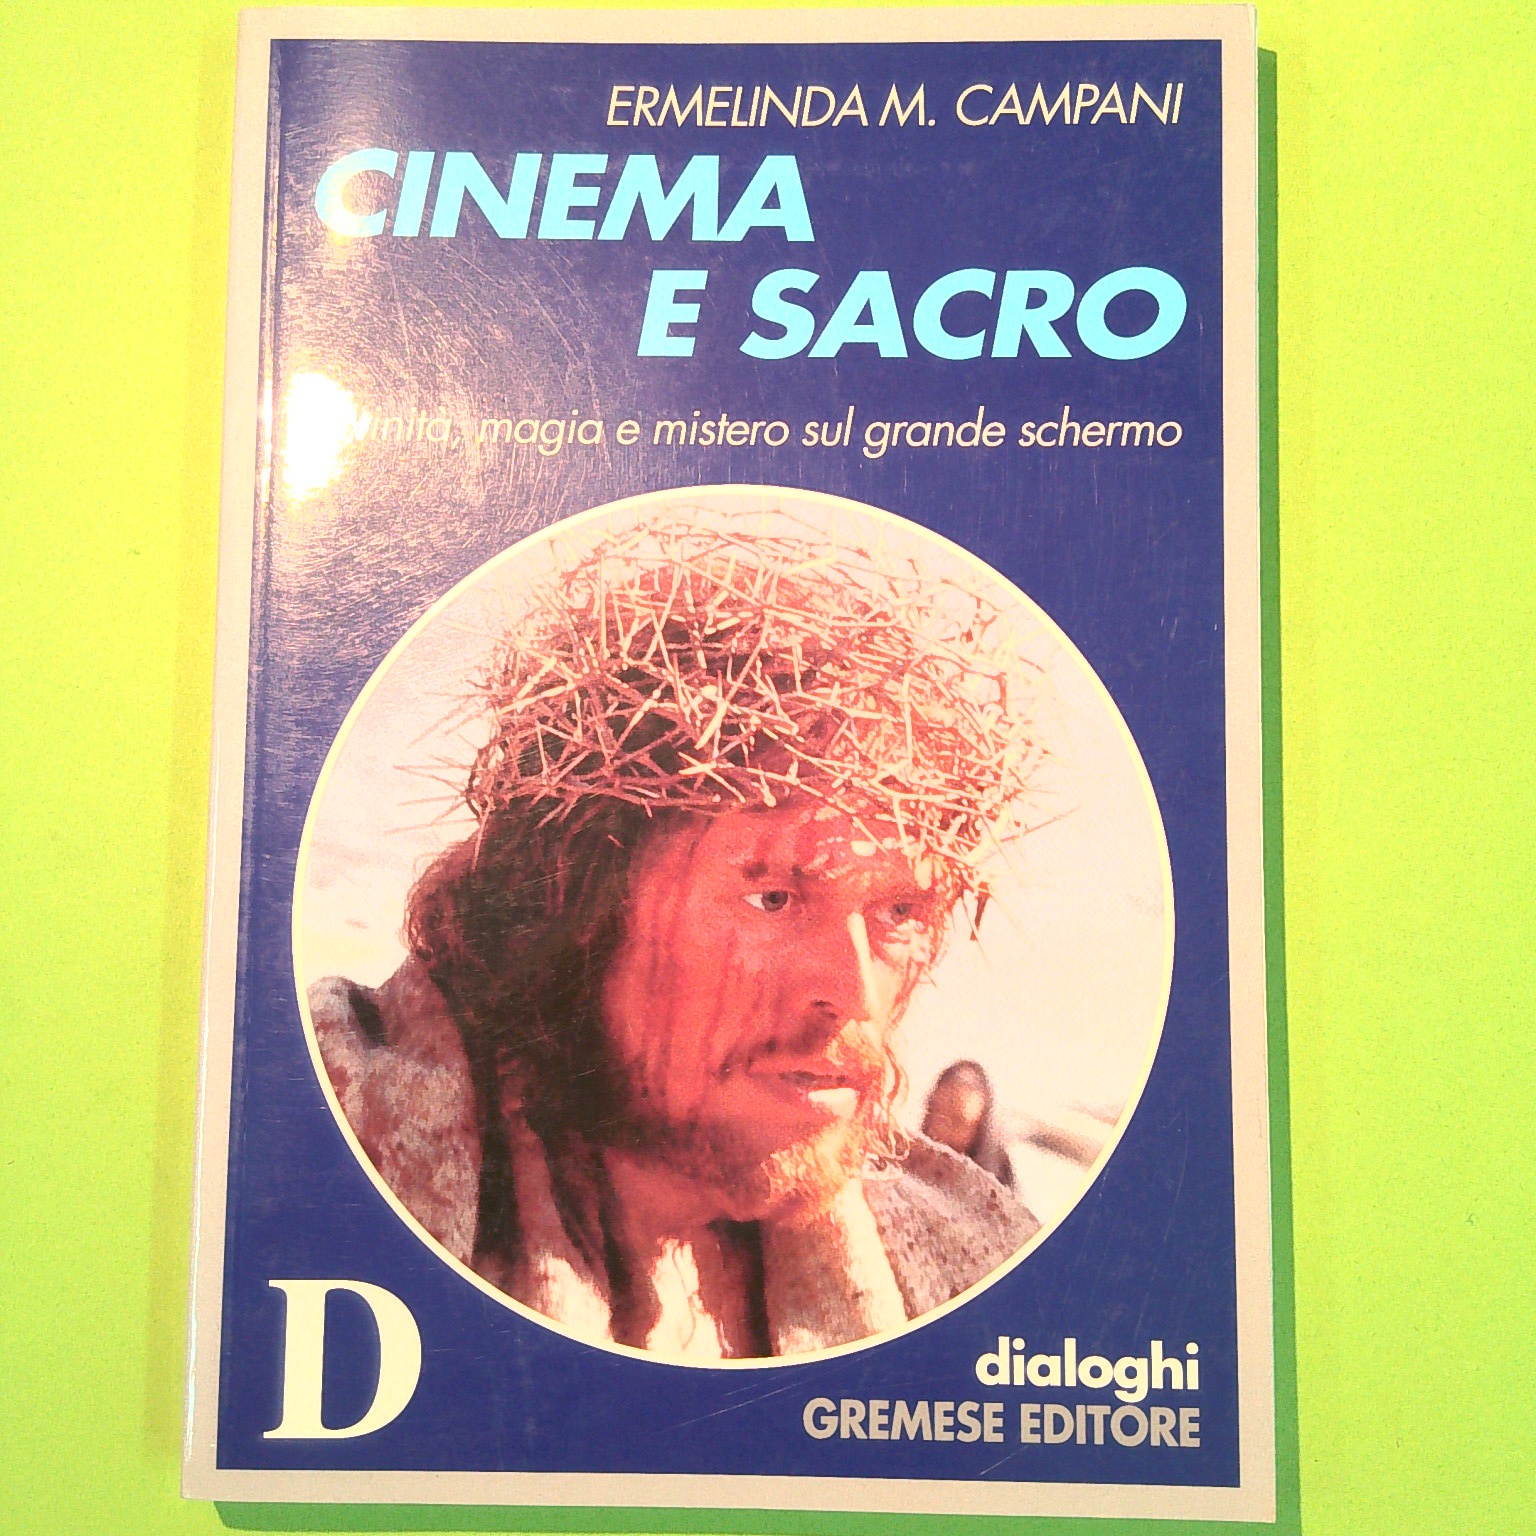 ERMELINDA M. CAMPANI
CINEMA
E SACRO
magia e mistero sul grande schermo
D
dialoghi
GREMESE EDITORE